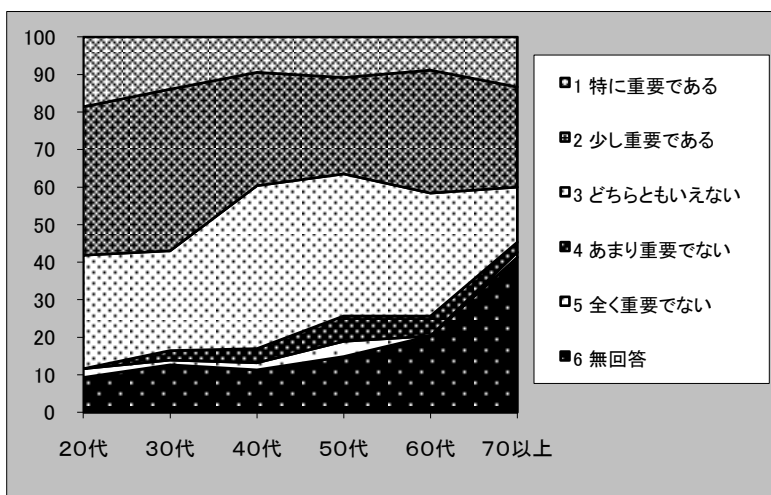 100
90
80
70
60
50
40
30
20
10
0
20代 30代 40代 50代 60代 70以上
1 特に重要である
2 少し重要である
3 どちらともいえない
4 あまり重要でない
5 全く重要でない
6 無回答